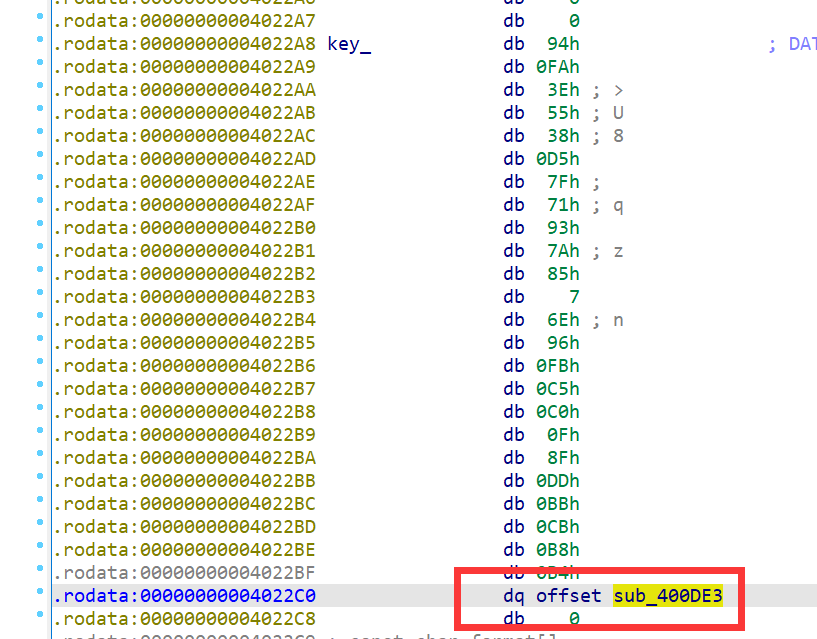 .rodata:00000000004022A7 db 0
.rodata:00000000004022A8 key_ db 94h ; DAT
.rodata:00000000004022A9 db 0FAh
.rodata:00000000004022AA db 3Eh ; >
.rodata:00000000004022AB db 55h ; U
.rodata:00000000004022AC db 38h ; 8
.rodata:00000000004022AD db 0D5h
.rodata:00000000004022AE db 7Fh ;
.rodata:00000000004022AF db 71h ; q
.rodata:00000000004022B0 db 93h
.rodata:00000000004022B1 db 7Ah ; z
.rodata:00000000004022B2 db 85h
.rodata:00000000004022B3 db 7
.rodata:00000000004022B4 db 6Eh ; n
.rodata:00000000004022B5 db 96h
.rodata:00000000004022B6 db 0FBh
.rodata:00000000004022B7 db 0C5h
.rodata:00000000004022B8 db 0C0h
.rodata:00000000004022B9 db 0Fh
.rodata:00000000004022BA db 8Fh
.rodata:00000000004022BB db 0DDh
.rodata:00000000004022BC db 0BBh
.rodata:00000000004022BD db 0CBh
.rodata:00000000004022BE db 0B8h
.rodata:00000000004022BF db 0B4h
.rodata:00000000004022C0 dq offset sub_400DE3
.rodata:00000000004022C8 db 0